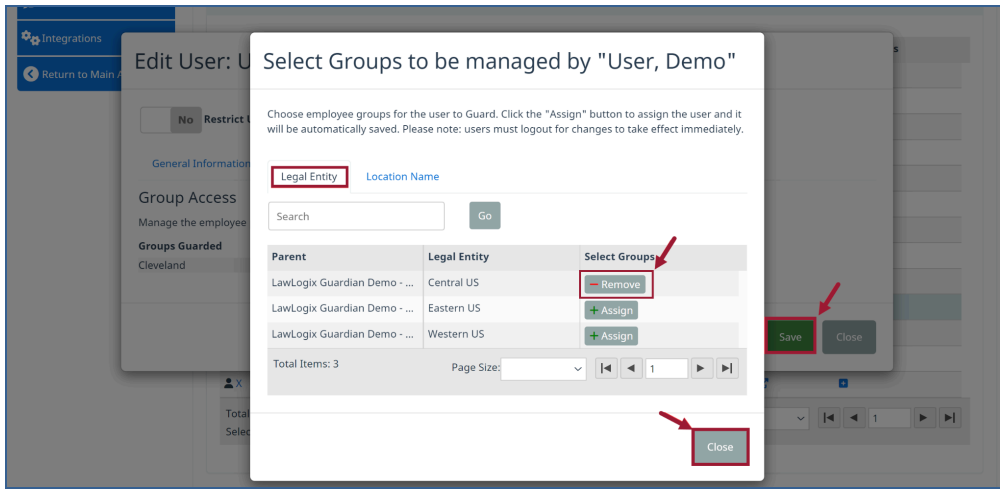 Integrations
Return to Main
Edit User: U
No Restrict
General Information
Group Access
Manage the employee
Groups Guarded
Cleveland
Save
Close
Select Groups to be managed by "User, Demo"
Choose employee groups for the user to Guard. Click the "Assign" button to assign the user and it
will be automatically saved. Please note: users must logout for changes to take effect immediately.
Legal Entity Location Name
Search Go
Parent Legal Entity Select Groups
LawLogix Guardian Demo - ... Central US − Remove
LawLogix Guardian Demo - ... Eastern US + Assign
LawLogix Guardian Demo - ... Western US + Assign
Total Items: 3 Page Size: 1
Close
X
Total 1
Selec